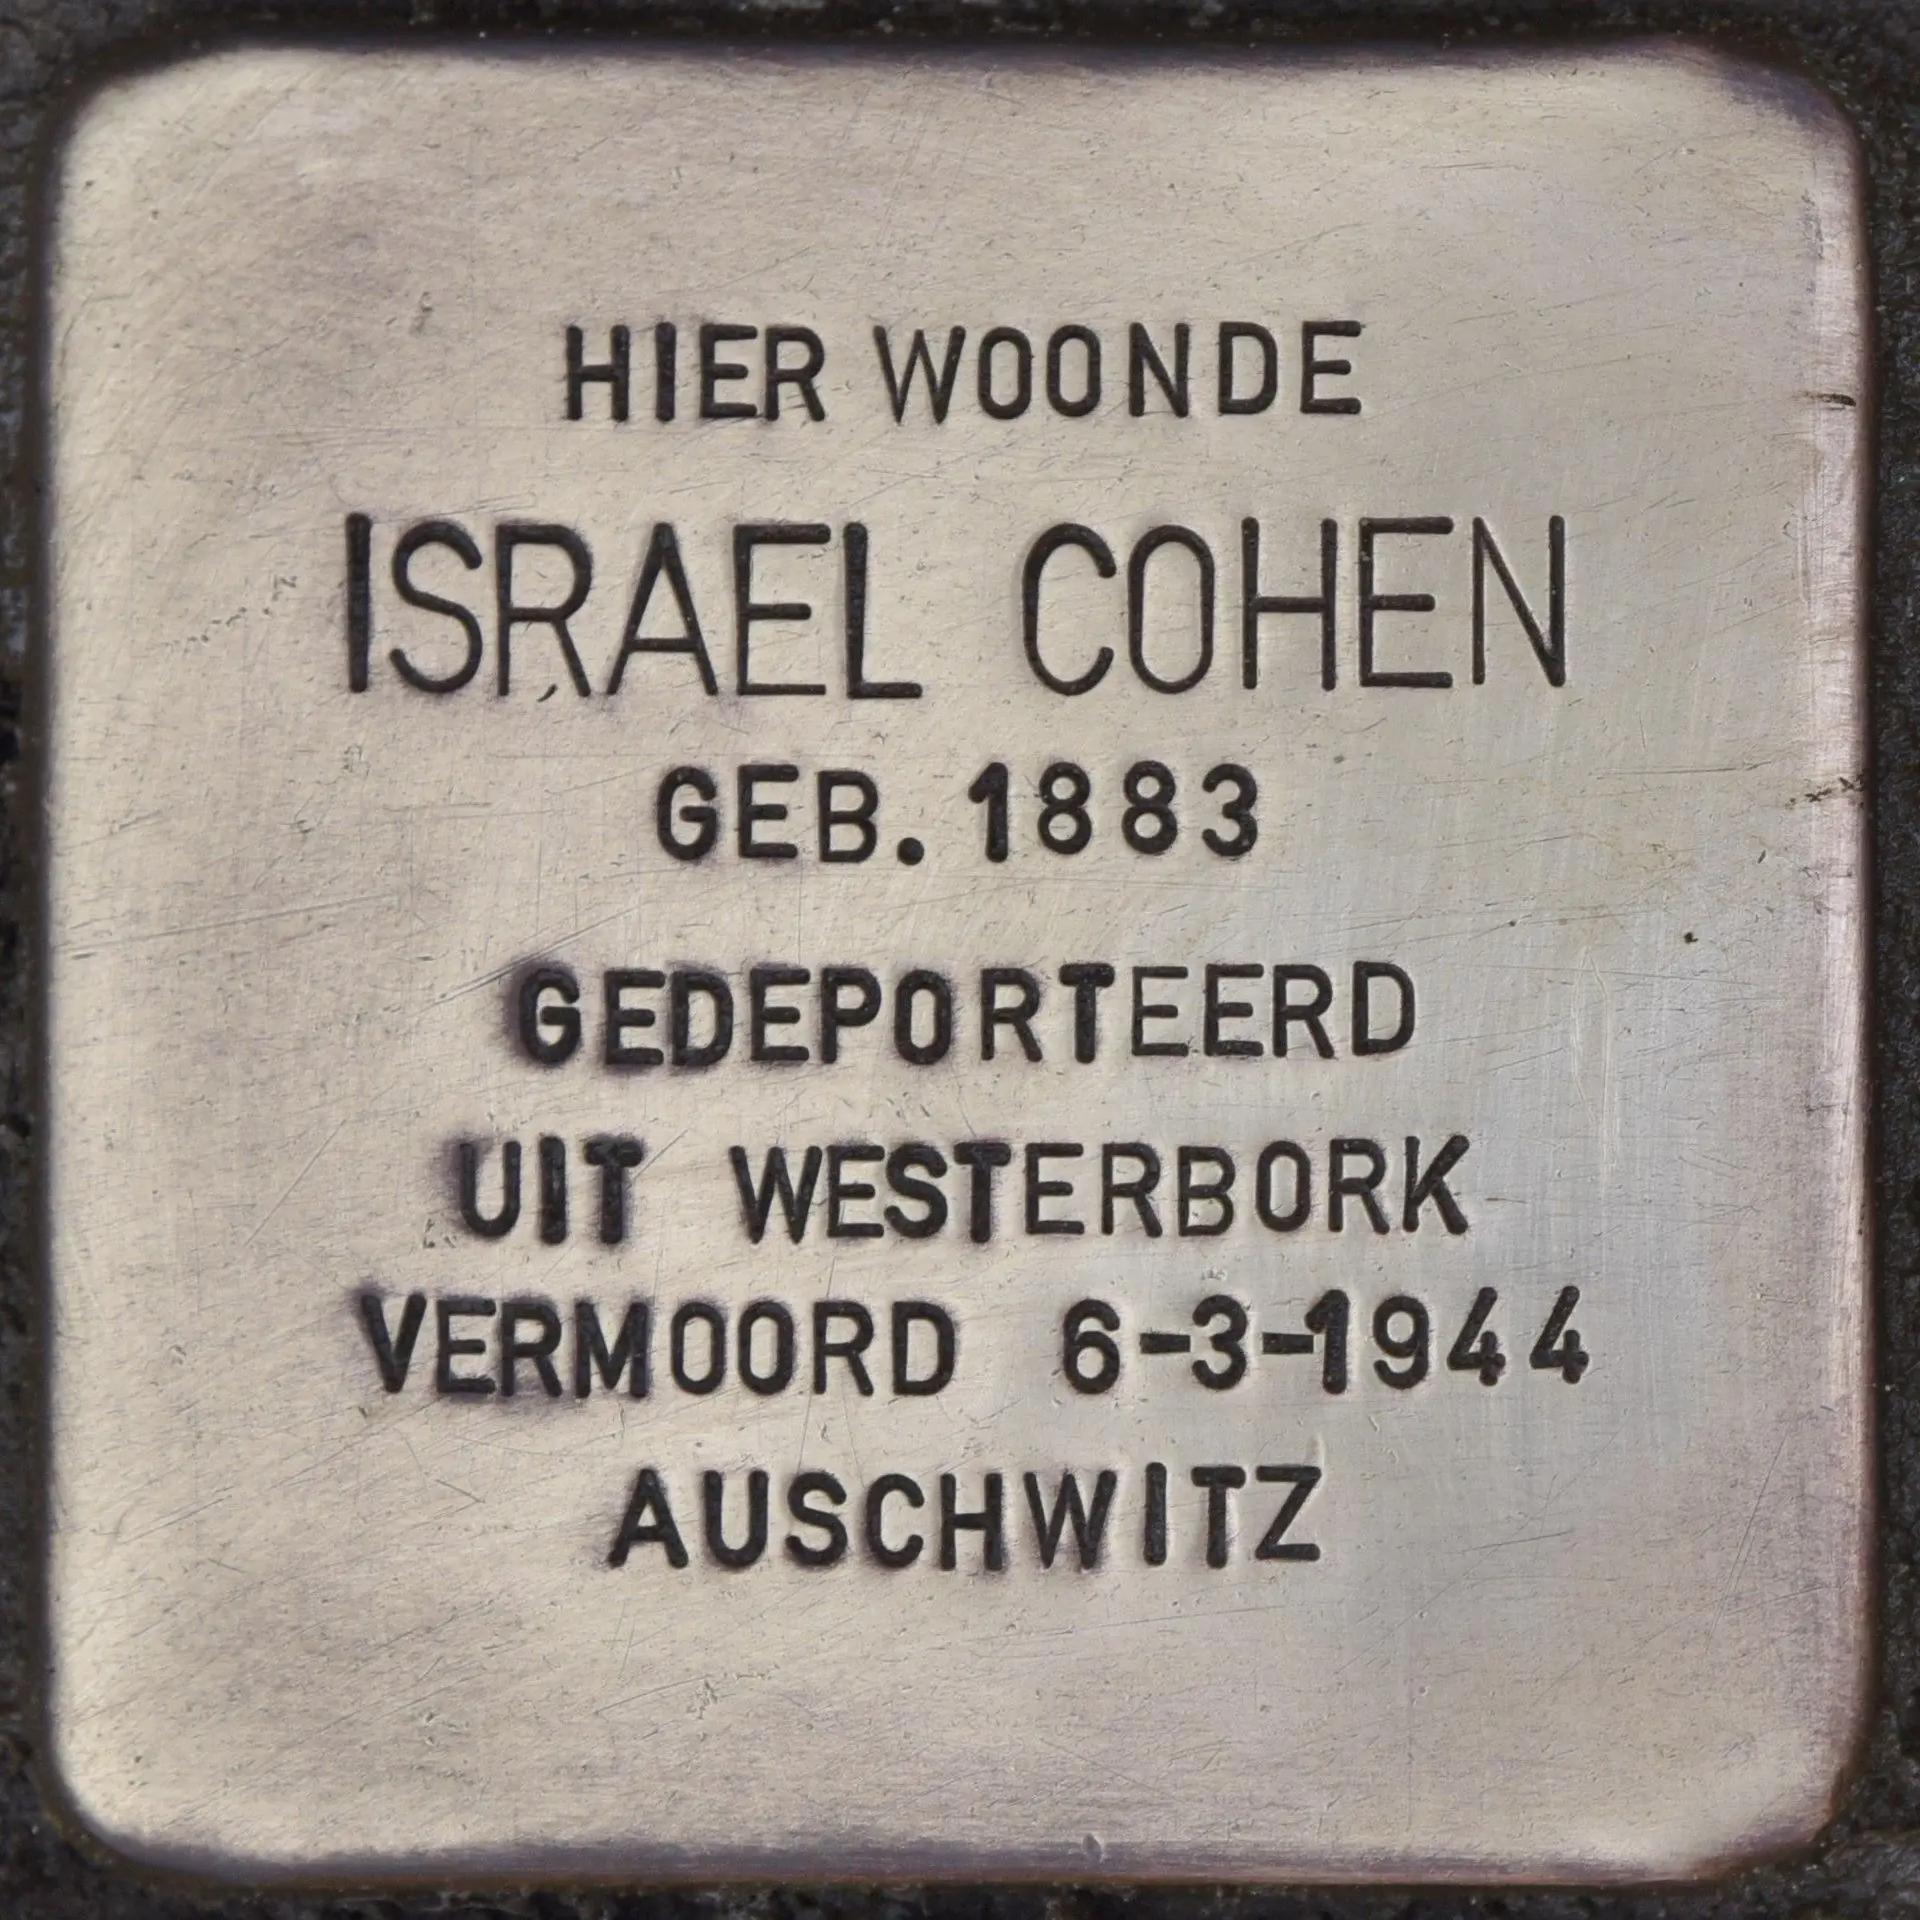 HIER WOONDE
ISRAEL COHEN
GEB. 1883
GEDEPORTEERD
UIT WESTERBORK
VERMOORD 6-3-1944
AUSCHWITZ